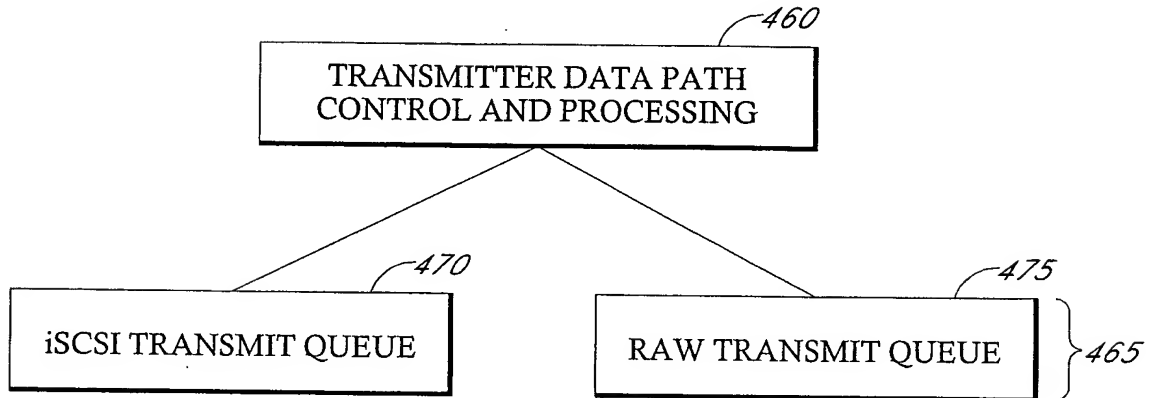 460
TRANSMITTER DATA PATH
CONTROL AND PROCESSING
470
iSCSI TRANSMIT QUEUE
475
RAW TRANSMIT QUEUE
465